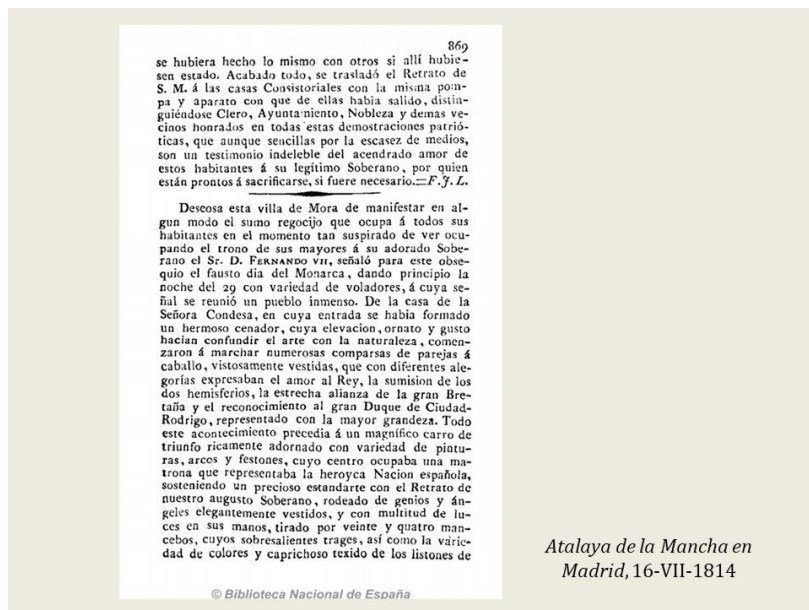 869
se hubiera hecho lo mismo con otros si allí hubie-
sen estado. Acabado todo, se trasladó el Retrato de
S. M. á las casas Consistoriales con la misma pom-
pa y aparato con que de ellas habia salido, distin-
guiéndose Clero, Ayuntamiento, Nobleza y demas ve-
cinos honrados en todas estas demostraciones patrió-
ticas, que aunque sencillas por la escasez de medios,
son un testimonio indeleble del acendrado amor de
estos habitantes á su legítimo Soberano, por quien
están prontos á sacrificarse, si fuere necesario.=F. J. L.
Deseosa esta villa de Mora de manifestar en al-
gun modo el sumo regocijo que ocupa á todos sus
habitantes en el momento tan suspirado de ver ocu-
pando el trono de sus mayores á su adorado Sobe-
rano el Sr. D. FERNANDO VII, señaló para este obse-
quio el fausto dia del Monarca, dando principio la
noche del 29 con variedad de voladores, á cuya se-
ñal se reunió un pueblo inmenso. De la casa de la
Señora Condesa, en cuya entrada se habia formado
un hermoso cenador, cuya elevacion, ornato y gusto
hacian confundir el arte con la naturaleza, comen-
zaron á marchar numerosas comparsas de parejas á
caballo, vistosamente vestidas, que con diferentes ale-
gorías expresaban el amor al Rey, la sumision de los
dos hemisferios, la estrecha alianza de la gran Bre-
taña y el reconocimiento al gran Duque de Ciudad-
Rodrigo, representado con la mayor grandeza. Todo
este acontecimiento precedia á un magnífico carro de
triunfo ricamente adornado con variedad de pintu-
ras, arcos y festones, cuyo centro ocupaba una ma-
trona que representaba la heroyca Nacion española,
sosteniendo un precioso estandarte con el Retrato de
nuestro augusto Soberano, rodeado de genios y án-
geles elegantemente vestidos, y con multitud de lu-
ces en sus manos, tirado por veinte y quatro man-
cebos, cuyos sobresalientes trages, así como la varie-
dad de colores y caprichoso texido de los listones de
© Biblioteca Nacional de España
Atalaya de la Mancha en
Madrid, 16-VII-1814